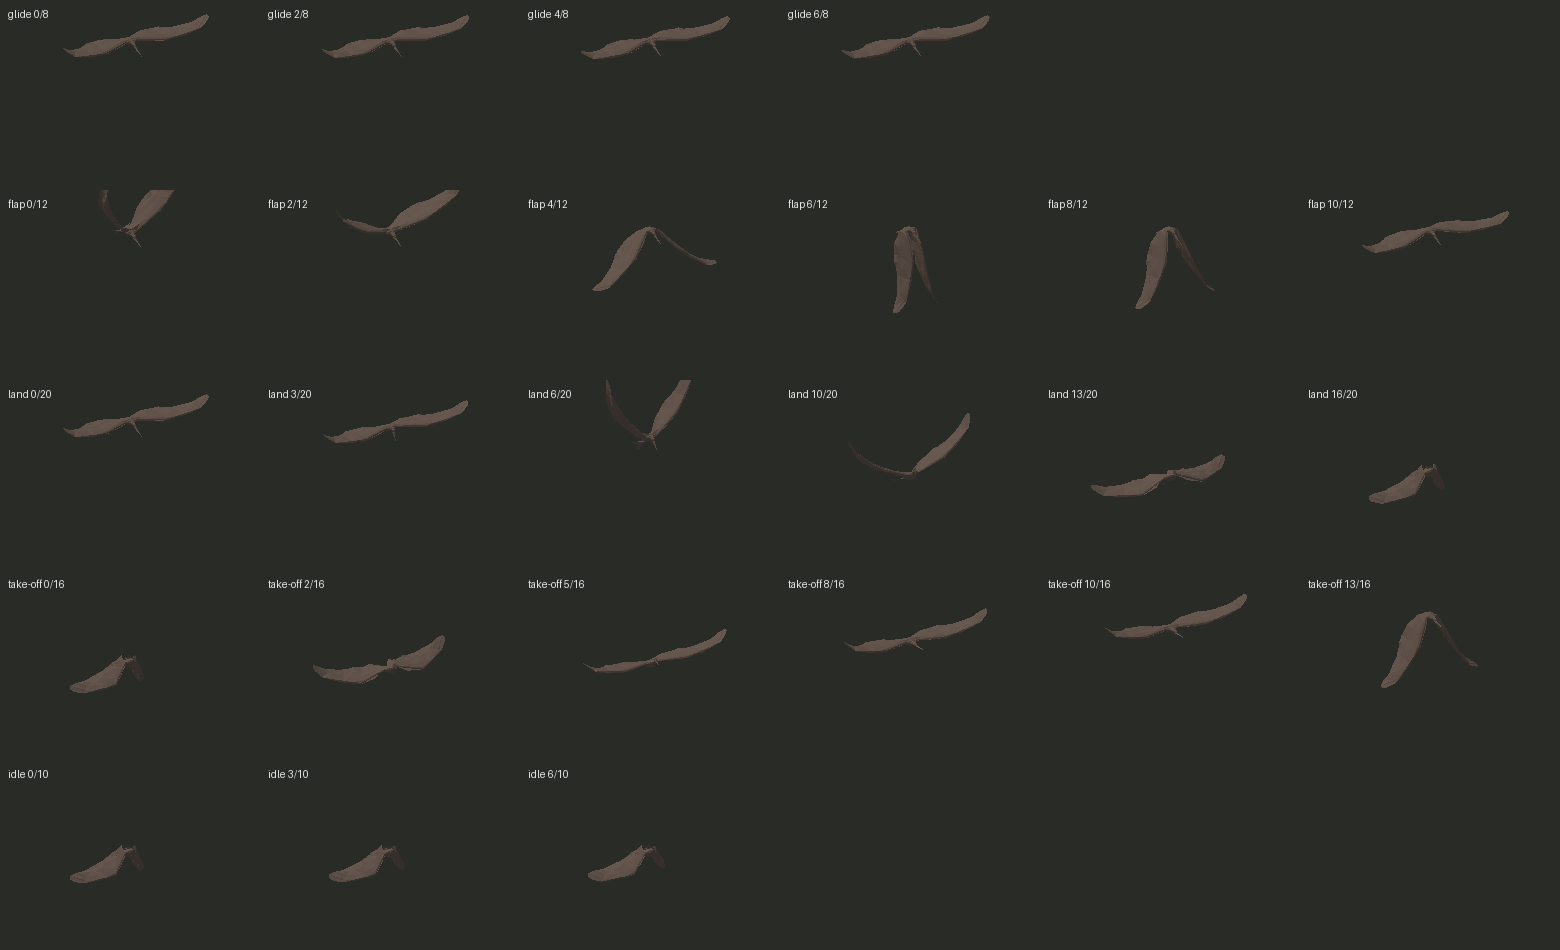 glide 0/8
glide 2/8
glide 4/8
glide 6/8
flap 0/12
flap 2/12
flap 4/12
flap 6/12
flap 8/12
flap 10/12
land 0/20
land 3/20
land 6/20
land 10/20
land 13/20
land 16/20
take-off 0/16
take-off 2/16
take-off 5/16
take-off 8/16
take-off 10/16
take-off 13/16
idle 0/10
idle 3/10
idle 6/10